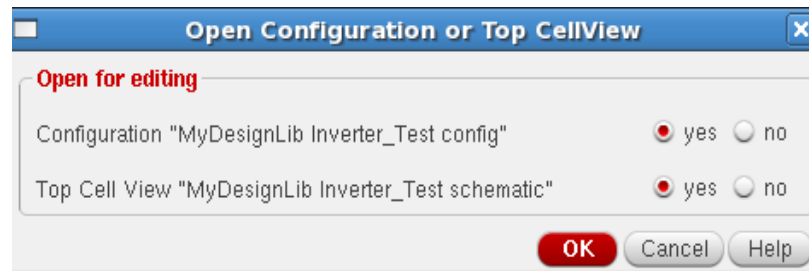 Open Configuration or Top CellView
Open for editing
Configuration "MyDesignLib Inverter_Test config" yes no
Top Cell View "MyDesignLib Inverter_Test schematic" yes no
OK Cancel Help